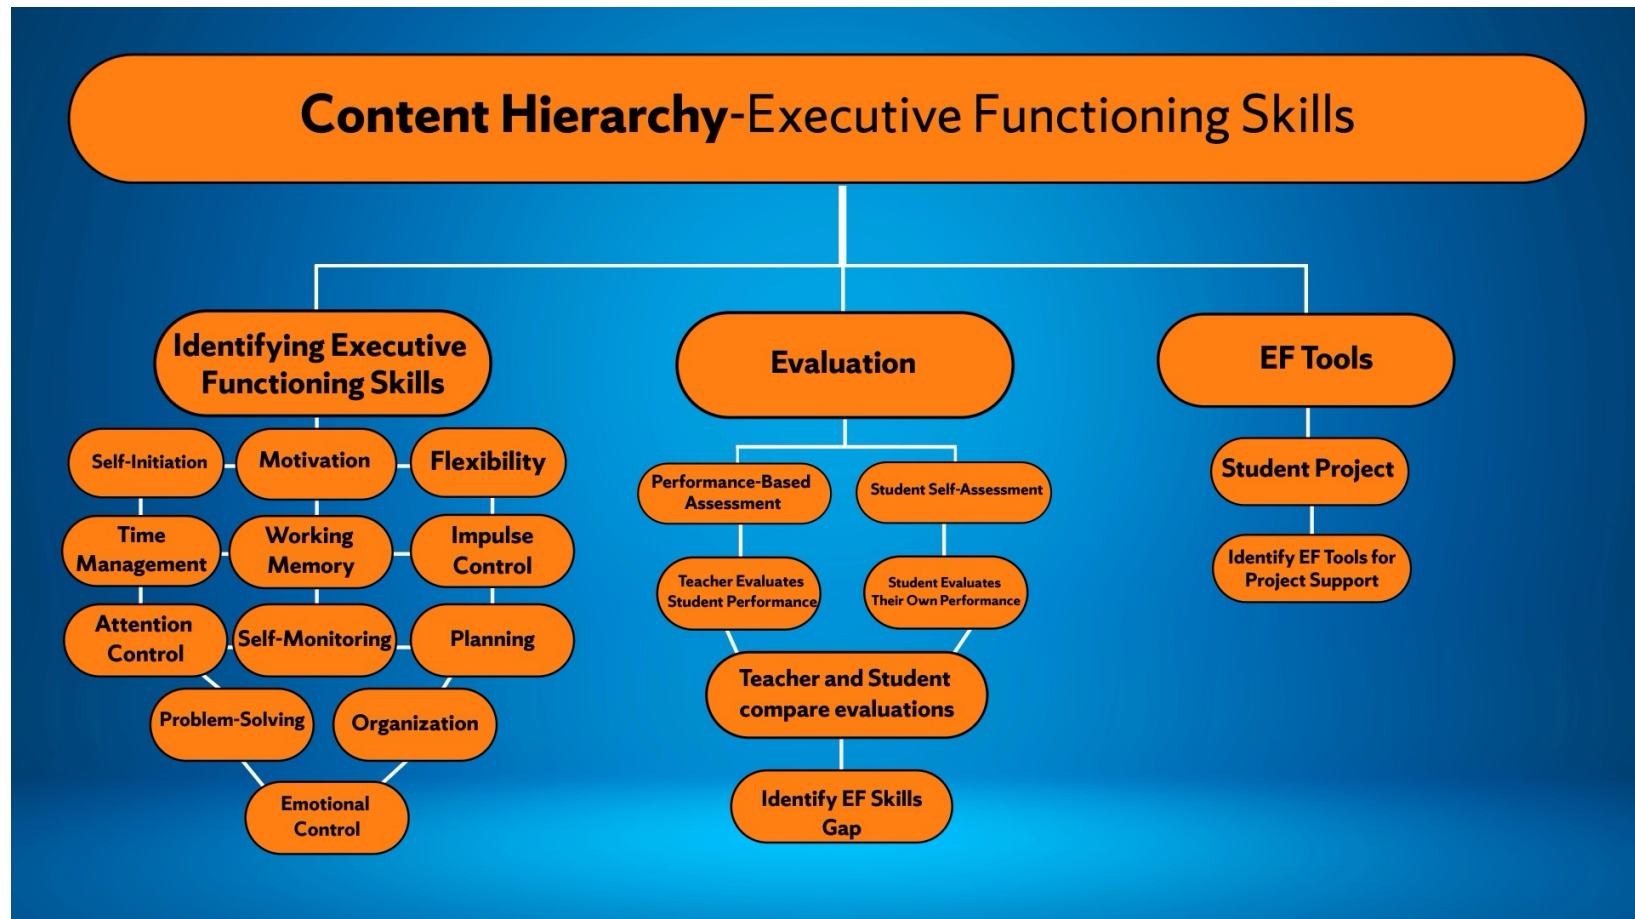 Content Hierarchy-Executive Functioning Skills
Identifying Executive
Functioning Skills
Self-Initiation
Motivation
Flexibility
Time
Management
Working
Memory
Impulse
Control
Attention
Control
Self-Monitoring
Planning
Problem-Solving
Organization
Emotional
Control
Evaluation
Performance-Based
Assessment
Student Self-Assessment
Teacher Evaluates
Student Performance
Student Evaluates
Their Own Performance
Teacher and Student
compare evaluations
Identify EF Skills
Gap
EF Tools
Student Project
Identify EF Tools for
Project Support